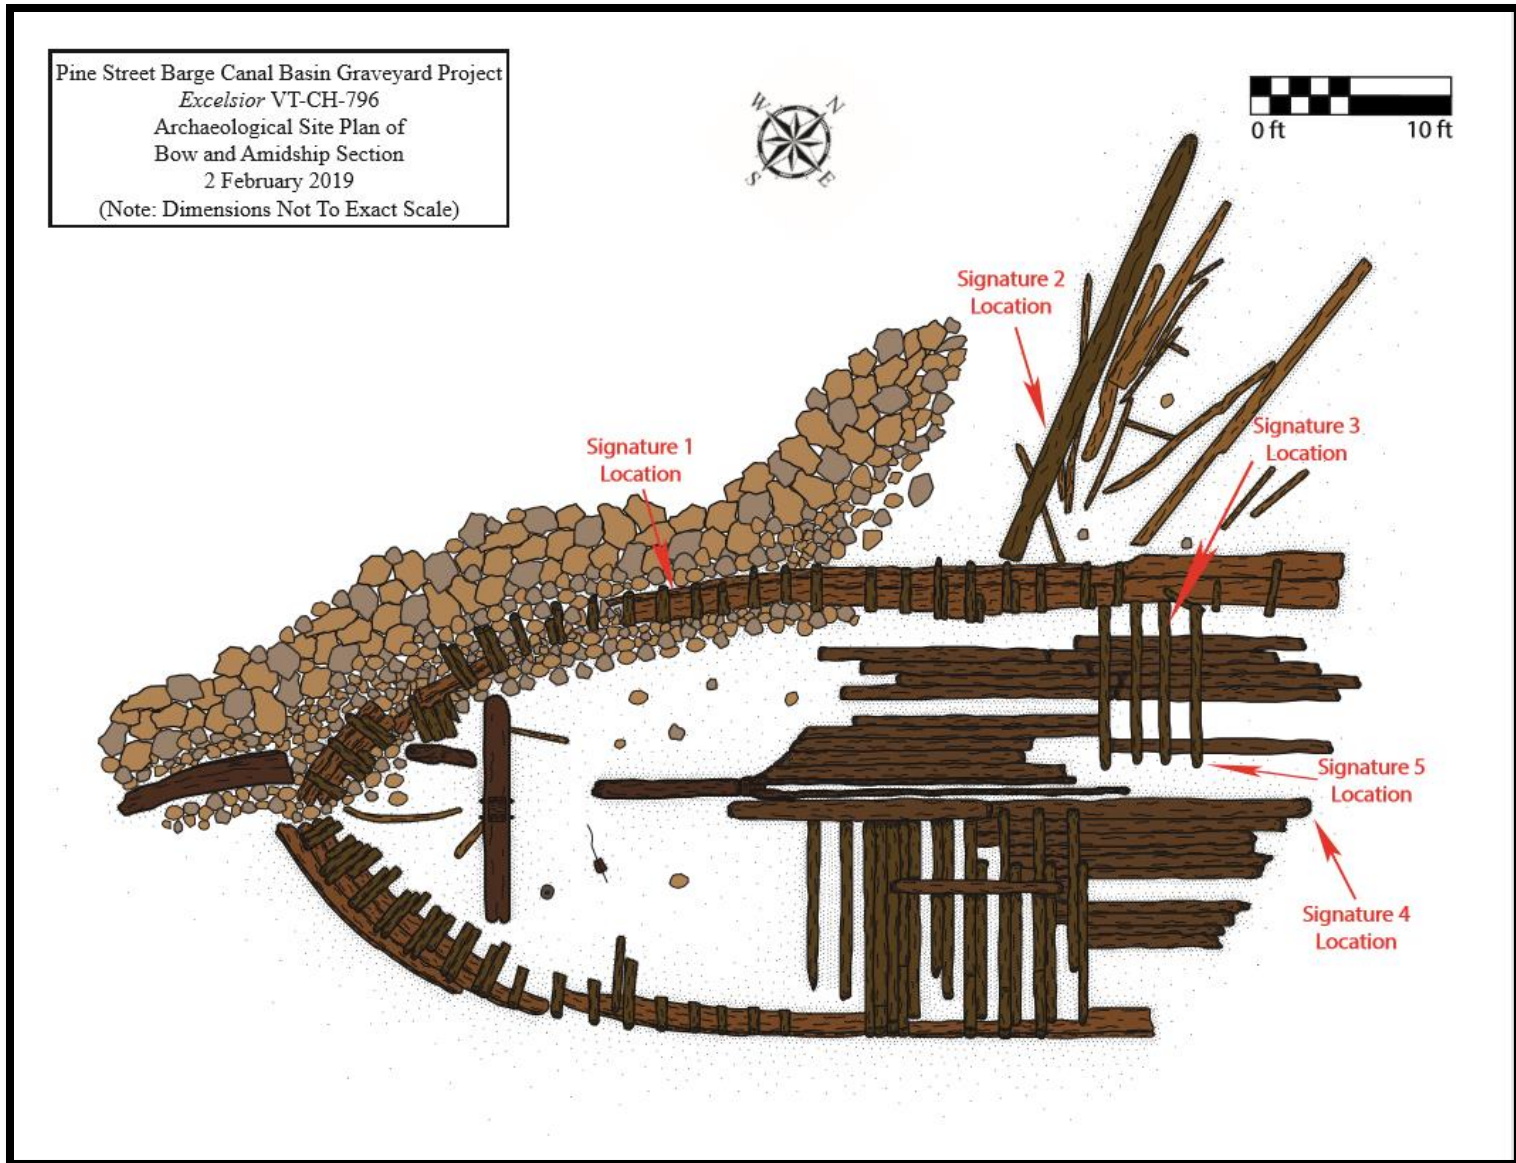 Pine Street Barge Canal Basin Graveyard Project
Excelsior VT-CH-796
Archaeological Site Plan of
Bow and Amidship Section
2 February 2019
(Note: Dimensions Not To Exact Scale)
W N
S E
0 ft 10 ft
Signature 2
Location
Signature 1
Location
Signature 3
Location
Signature 5
Location
Signature 4
Location